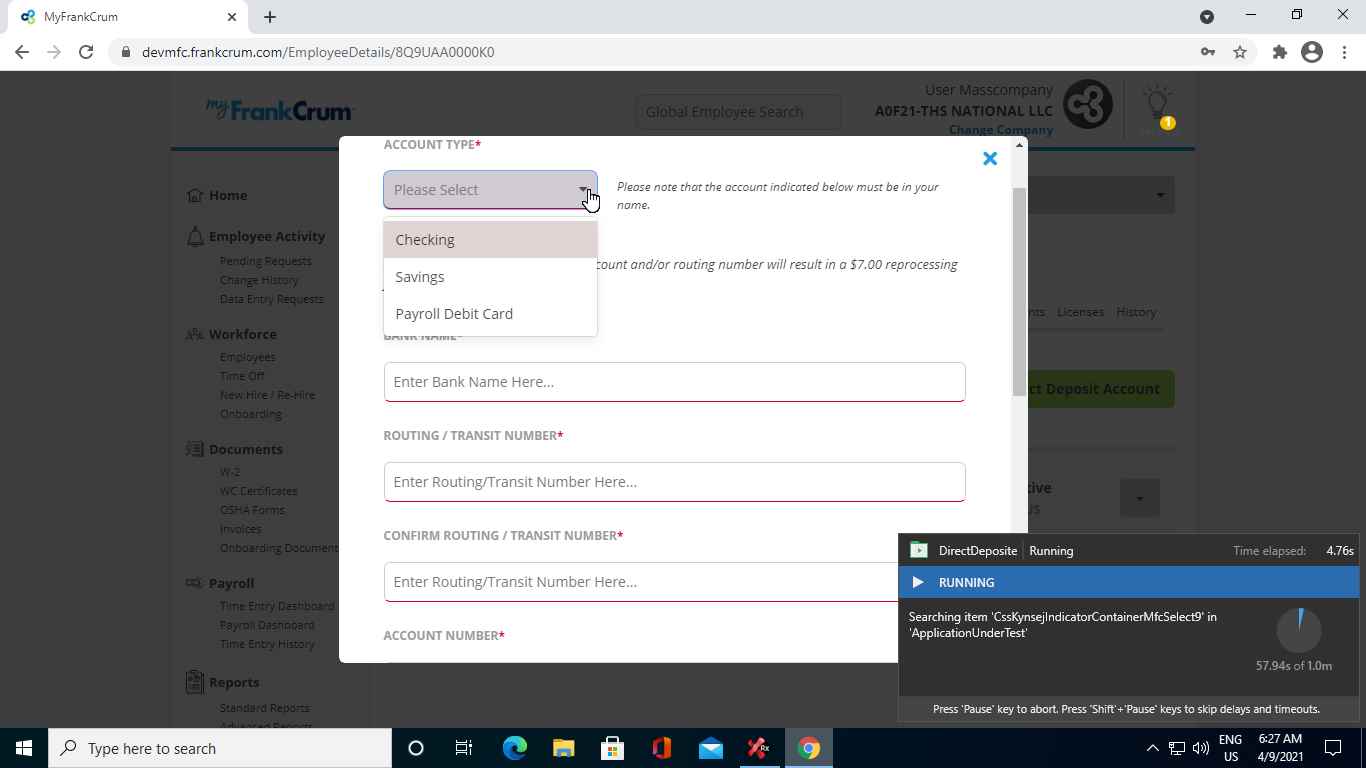 MyFrankCrum
devmfc.frankcrum.com/EmployeeDetails/8Q9UAA0000K0
myFrankCrum
Global Employee Search
User Masscompany
A0F21-THS NATIONAL LLC
Change Company
1
Home
Employee Activity
Pending Requests
Change History
Data Entry Requests
Workforce
Employees
Time Off
New Hire / Re-Hire
Onboarding
Documents
W-2
WC Certificates
OSHA Forms
Invoices
Onboarding Document
Payroll
Time Entry Dashboard
Payroll Dashboard
Time Entry History
Reports
Standard Reports
Advanced Reports
ACCOUNT TYPE*
Please Select
Please note that the account indicated below must be in your
name.
Checking
Savings
Payroll Debit Card
count and/or routing number will result in a $7.00 reprocessing
BANK NAME*
Enter Bank Name Here...
ROUTING / TRANSIT NUMBER*
Enter Routing/Transit Number Here...
CONFIRM ROUTING / TRANSIT NUMBER*
Enter Routing/Transit Number Here...
ACCOUNT NUMBER*
nts Licenses History
ct Deposit Account
tive
US
DirectDeposite Running Time elapsed: 4.76s
RUNNING
Searching item 'CssKynsejIndicatorContainerMfcSelect9' in
'ApplicationUnderTest'
57.94s of 1.0m
Press 'Pause' key to abort. Press 'Shift'+'Pause' keys to skip delays and timeouts.
Type here to search
Rx
ENG
US
6:27 AM
4/9/2021